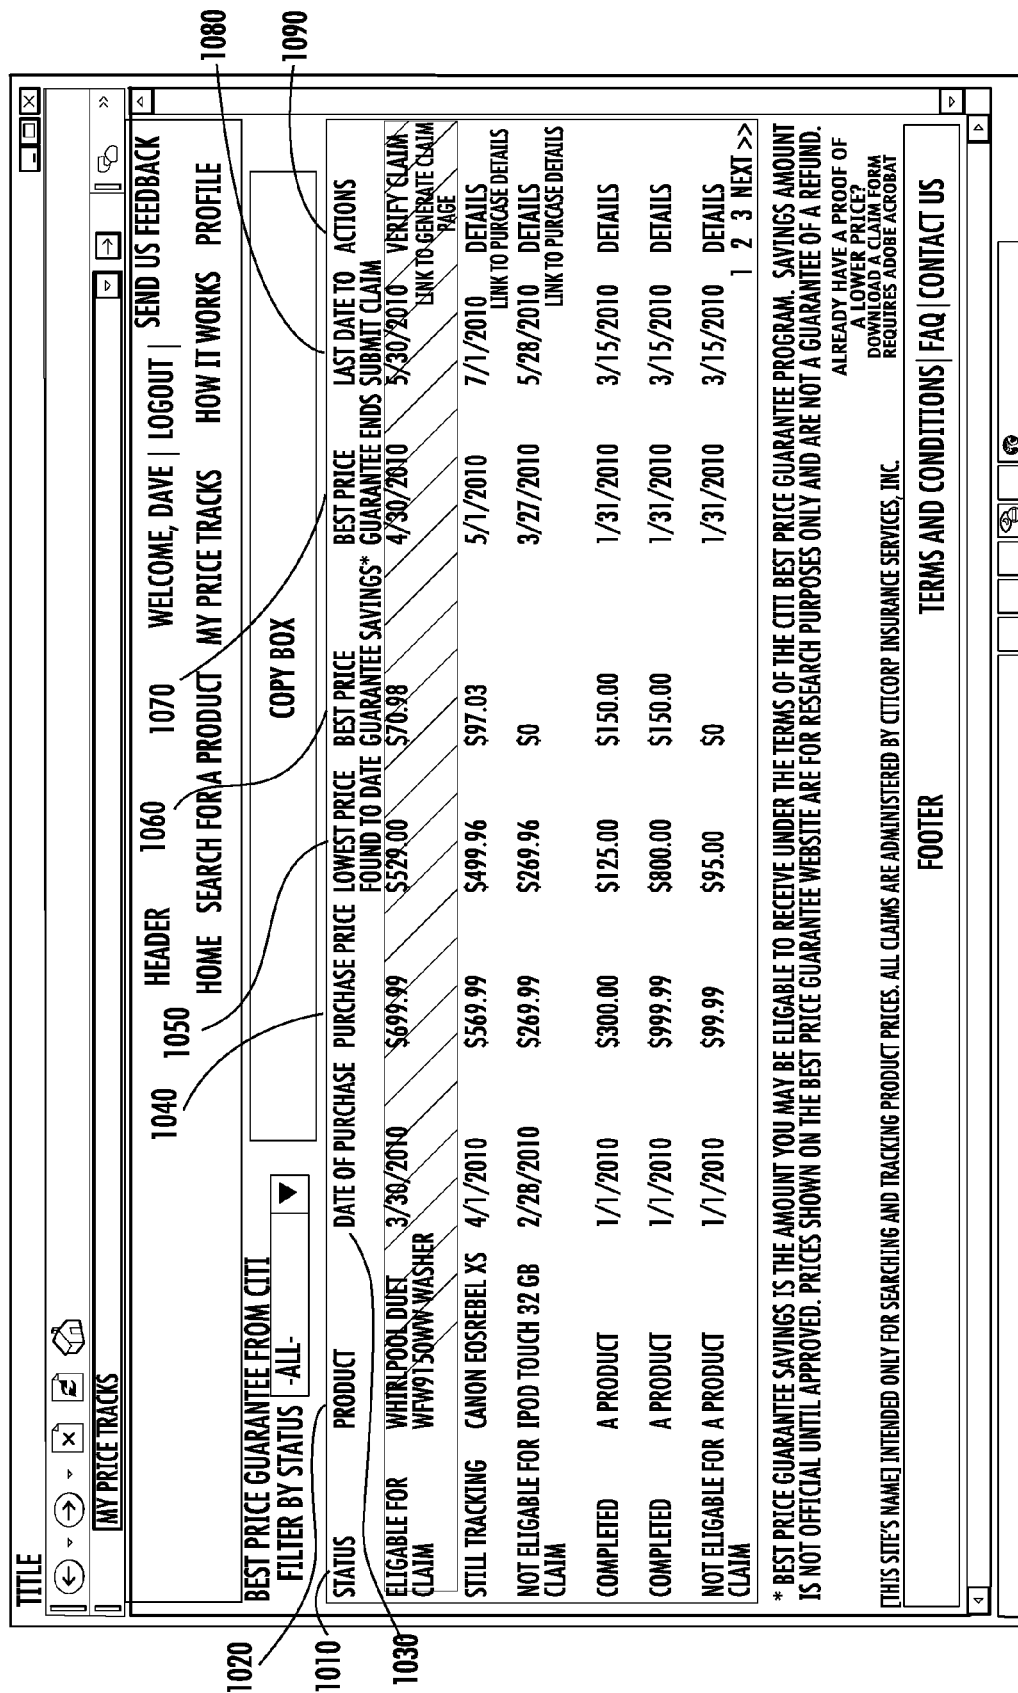 TITLE
MY PRICE TRACKS
HEADER
WELCOME, DAVE | LOGOUT | SEND US FEEDBACK
HOME SEARCH FOR A PRODUCT MY PRICE TRACKS HOW IT WORKS PROFILE
BEST PRICE GUARANTEE FROM CITI
FILTER BY STATUS -ALL-
COPY BOX
STATUS PRODUCT DATE OF PURCHASE PURCHASE PRICE LOWEST PRICE BEST PRICE BEST PRICE LAST DATE TO ACTIONS
FOUND TO DATE GUARANTEE SAVINGS* GUARANTEE ENDS SUBMIT CLAIM
ELIGABLE FOR WHIRLPOOL DUET 3/30/2010 $699.99 $529.00 $70.98 4/30/2010 5/30/2010 VERIFY CLAIM
CLAIM WFW9150WW WASHER LINK TO GENERATE CLAIM
PAGE
STILL TRACKING CANON EOSREBEL XS 4/1/2010 $569.99 $499.96 $97.03 5/1/2010 7/1/2010 DETAILS
LINK TO PURCASE DETAILS
NOT ELIGABLE FOR IPOD TOUCH 32 GB 2/28/2010 $269.99 $269.96 $0 3/27/2010 5/28/2010 DETAILS
CLAIM LINK TO PURCASE DETAILS
COMPLETED A PRODUCT 1/1/2010 $300.00 $125.00 $150.00 1/31/2010 3/15/2010 DETAILS
COMPLETED A PRODUCT 1/1/2010 $999.99 $800.00 $150.00 1/31/2010 3/15/2010 DETAILS
NOT ELIGABLE FOR A PRODUCT 1/1/2010 $99.99 $95.00 $0 1/31/2010 3/15/2010 DETAILS
CLAIM
1 2 3 NEXT >>
* BEST PRICE GUARANTEE SAVINGS IS THE AMOUNT YOU MAY BE ELIGABLE TO RECEIVE UNDER THE TERMS OF THE CITI BEST PRICE GUARANTEE PROGRAM. SAVINGS AMOUNT
IS NOT OFFICIAL UNTIL APPROVED. PRICES SHOWN ON THE BEST PRICE GUARANTEE WEBSITE ARE FOR RESEARCH PURPOSES ONLY AND ARE NOT A GUARANTEE OF A REFUND.
ALREADY HAVE A PROOF OF
A LOWER PRICE?
DOWNLOAD A CLAIM FORM
REQUIRES ADOBE ACROBAT
[THIS SITE'S NAME] INTENDED ONLY FOR SEARCHING AND TRACKING PRODUCT PRICES. ALL CLAIMS ARE ADMINISTERED BY CITICORP INSURANCE SERVICES, INC.
FOOTER
TERMS AND CONDITIONS | FAQ | CONTACT US
1010
1020
1030
1040
1050
1060
1070
1080
1090